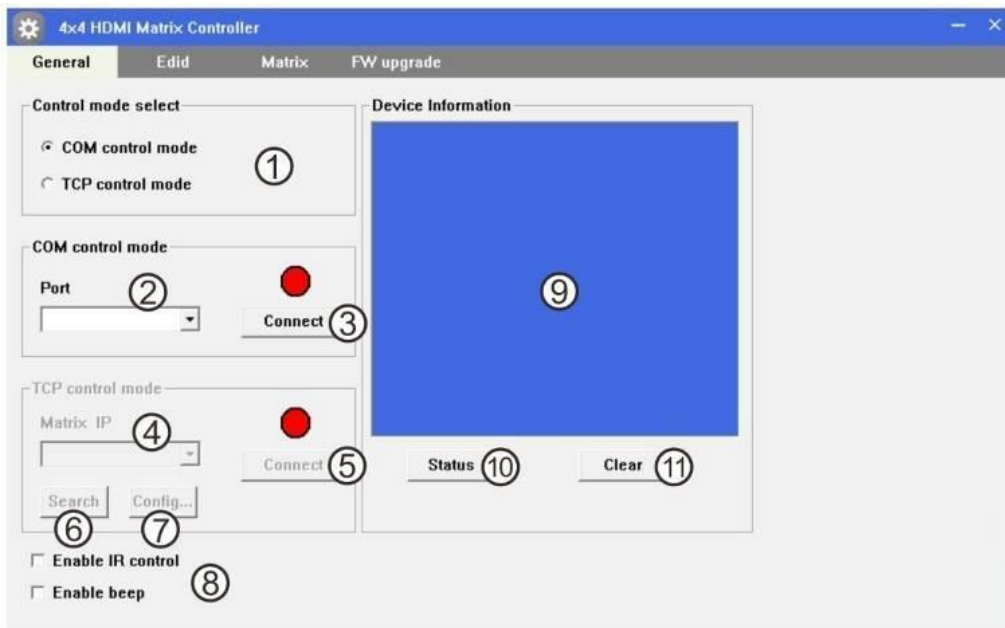 4×4 HDMI Matrix Controller
General Edid Matrix FW upgrade
Control mode select
COM control mode
TCP control mode
①
COM control mode
Port
②
Connect ③
TCP control mode
Matrix IP
④
Connect ⑤
Search
⑥
Config...
⑦
Enable IR control
Enable beep
⑧
Device Information
⑨
Status ⑩
Clear ⑪